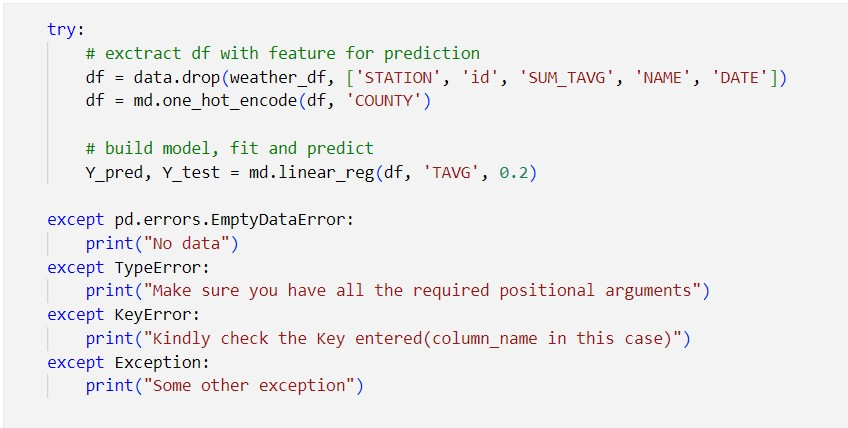 try:
    # exctract df with feature for prediction
    df = data.drop(weather_df, ['STATION', 'id', 'SUM_TAVG', 'NAME', 'DATE'])
    df = md.one_hot_encode(df, 'COUNTY')

    # build model, fit and predict
    Y_pred, Y_test = md.linear_reg(df, 'TAVG', 0.2)

except pd.errors.EmptyDataError:
    print("No data")
except TypeError:
    print("Make sure you have all the required positional arguments")
except KeyError:
    print("Kindly check the Key entered(column_name in this case)")
except Exception:
    print("Some other exception")